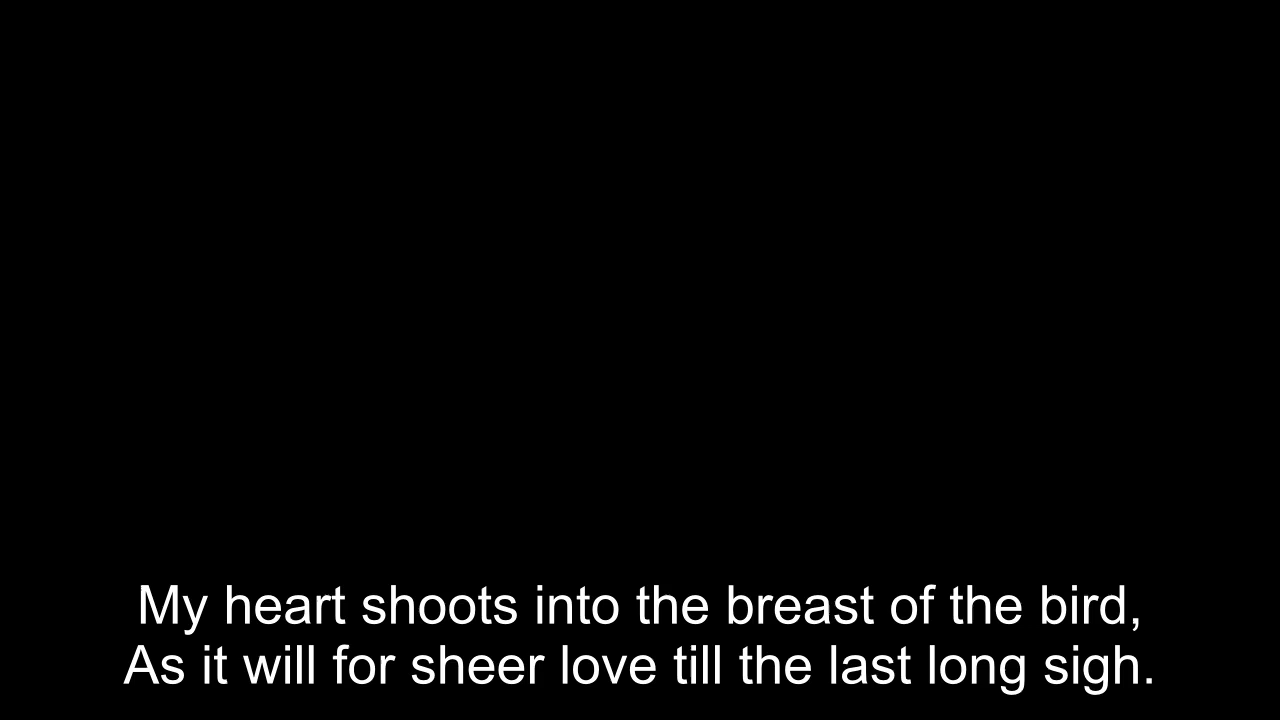 My heart shoots into the breast of the bird,
As it will for sheer love till the last long sigh.